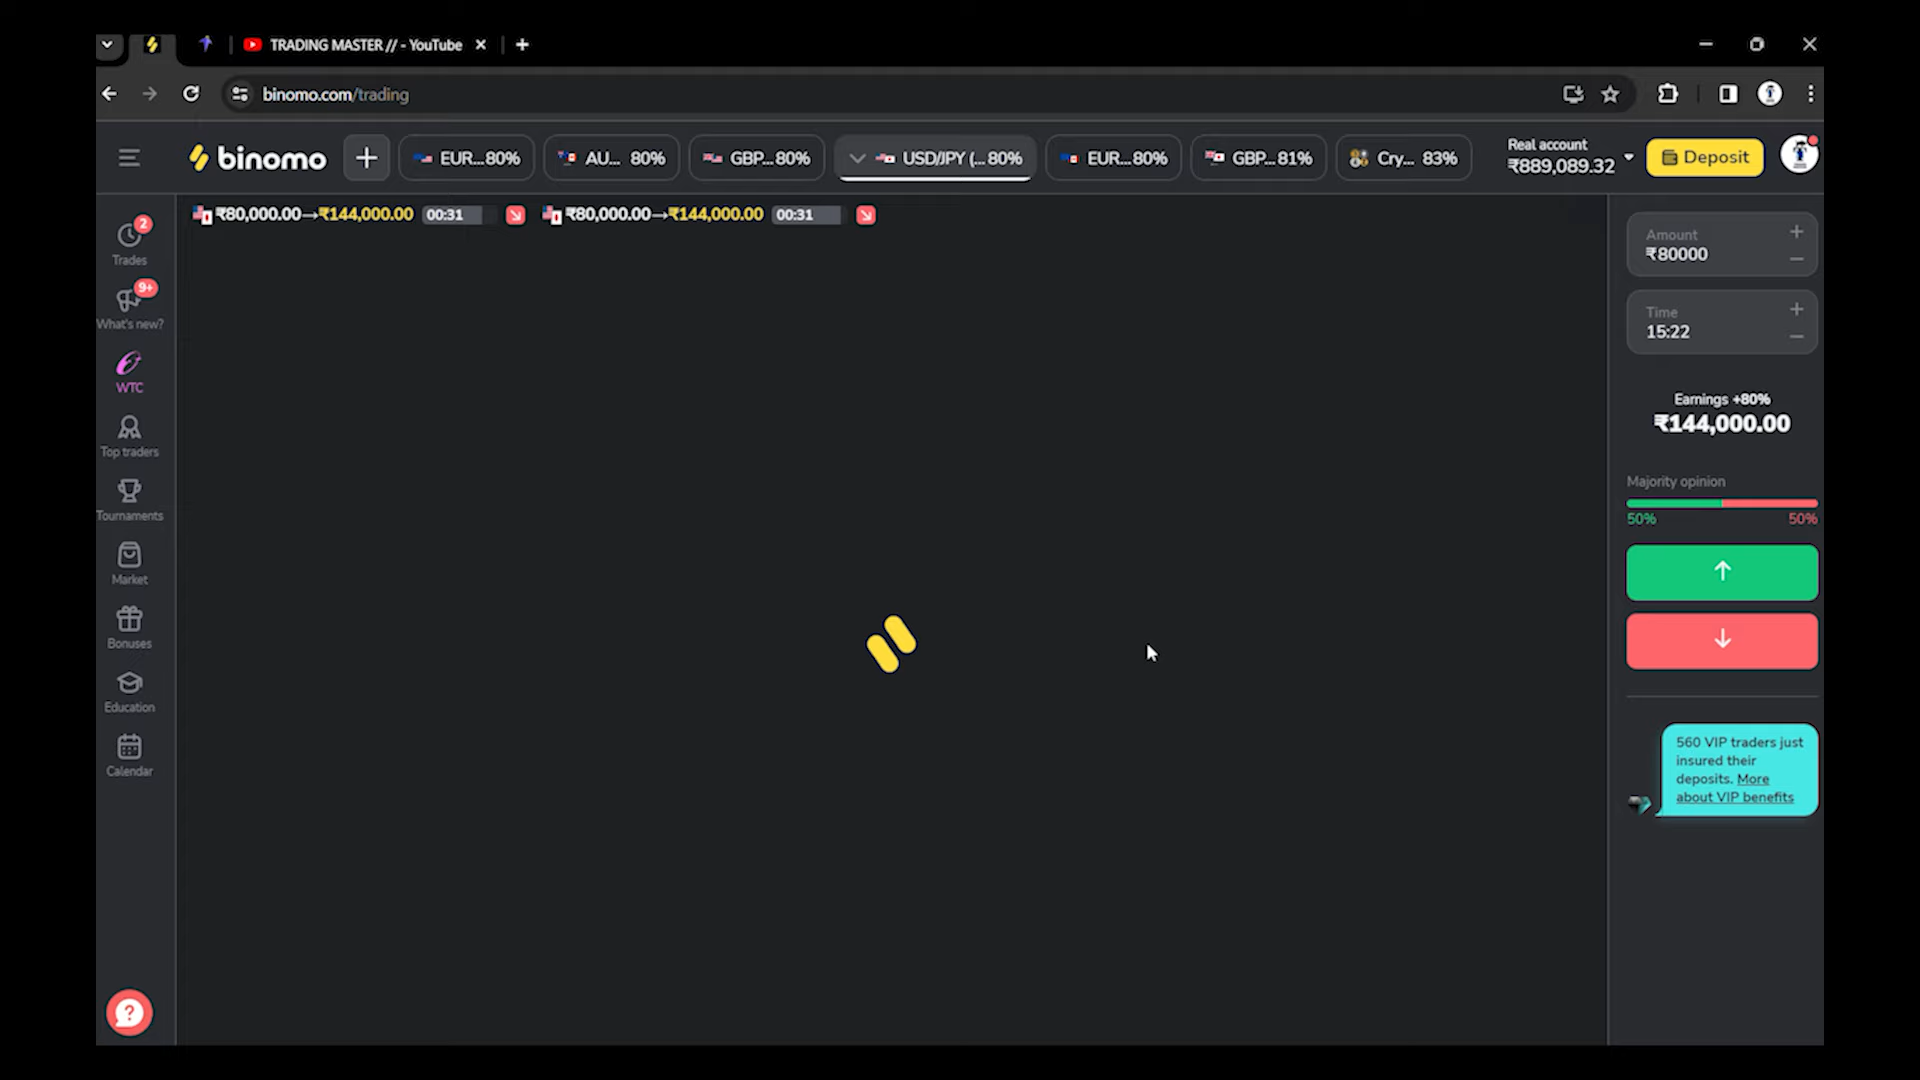 TRADING MASTER // - YouTube
binomo.com/trading
binomo
EUR...80%
AU... 80%
GBP...80%
USD/JPY (...80%
EUR...80%
GBP...81%
Cry... 83%
Real account
₹889,089.32
Deposit
₹80,000.00→₹144,000.00 00:31
₹80,000.00→₹144,000.00 00:31
2
Trades
9+
What's new?
WTC
Top traders
Tournaments
Market
Bonuses
Education
Calendar
?
Amount
₹80000
Time
15:22
Earnings +80%
₹144,000.00
Majority opinion
50% 50%
560 VIP traders just
insured their
deposits. More
about VIP benefits